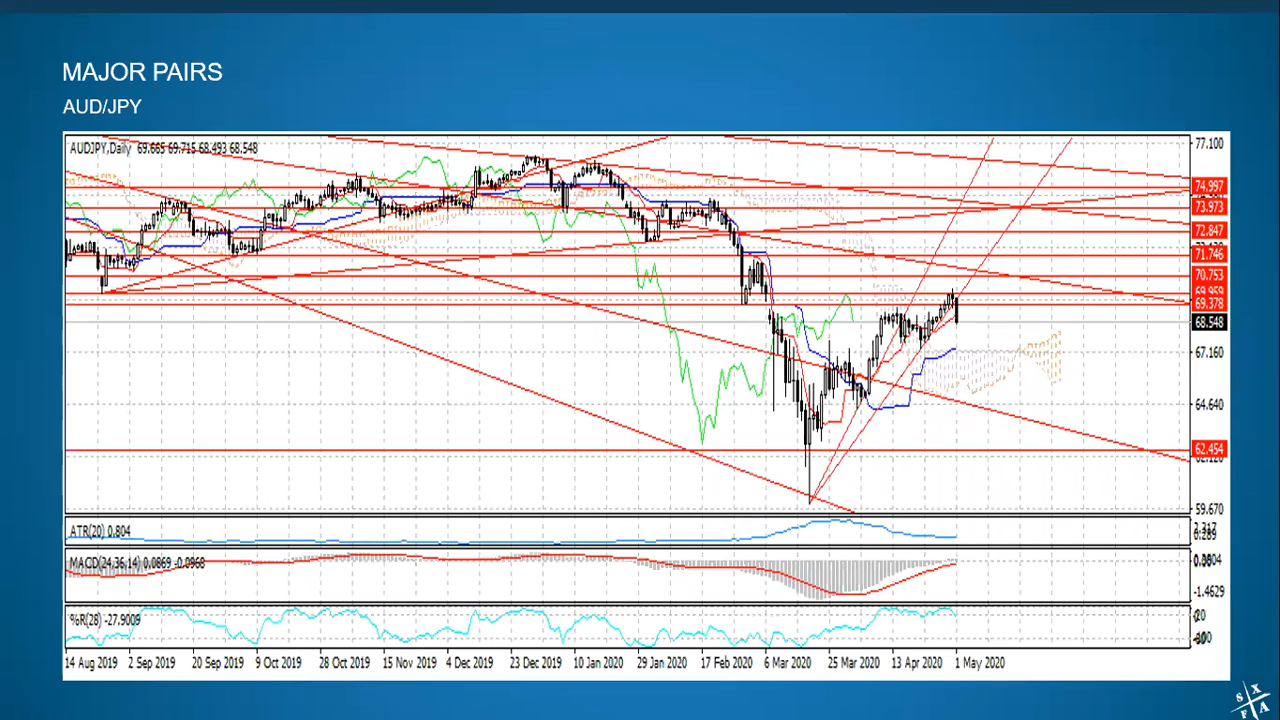 MAJOR PAIRS
AUD/JPY
AUDJPY,Daily 69.665 69.715 68.493 68.548
77.100
74.997
73.973
72.847
71.746
70.753
69.959
69.378
68.548
67.160
64.640
62.454
59.670
ATR(20) 0.804
MACD(24,36,14) 0.0869 -0.0968
-1.4629
%R(28) -27.9009
14 Aug 2019 2 Sep 2019 20 Sep 2019 9 Oct 2019 28 Oct 2019 15 Nov 2019 4 Dec 2019 23 Dec 2019 10 Jan 2020 29 Jan 2020 17 Feb 2020 6 Mar 2020 25 Mar 2020 13 Apr 2020 1 May 2020
S X
F A